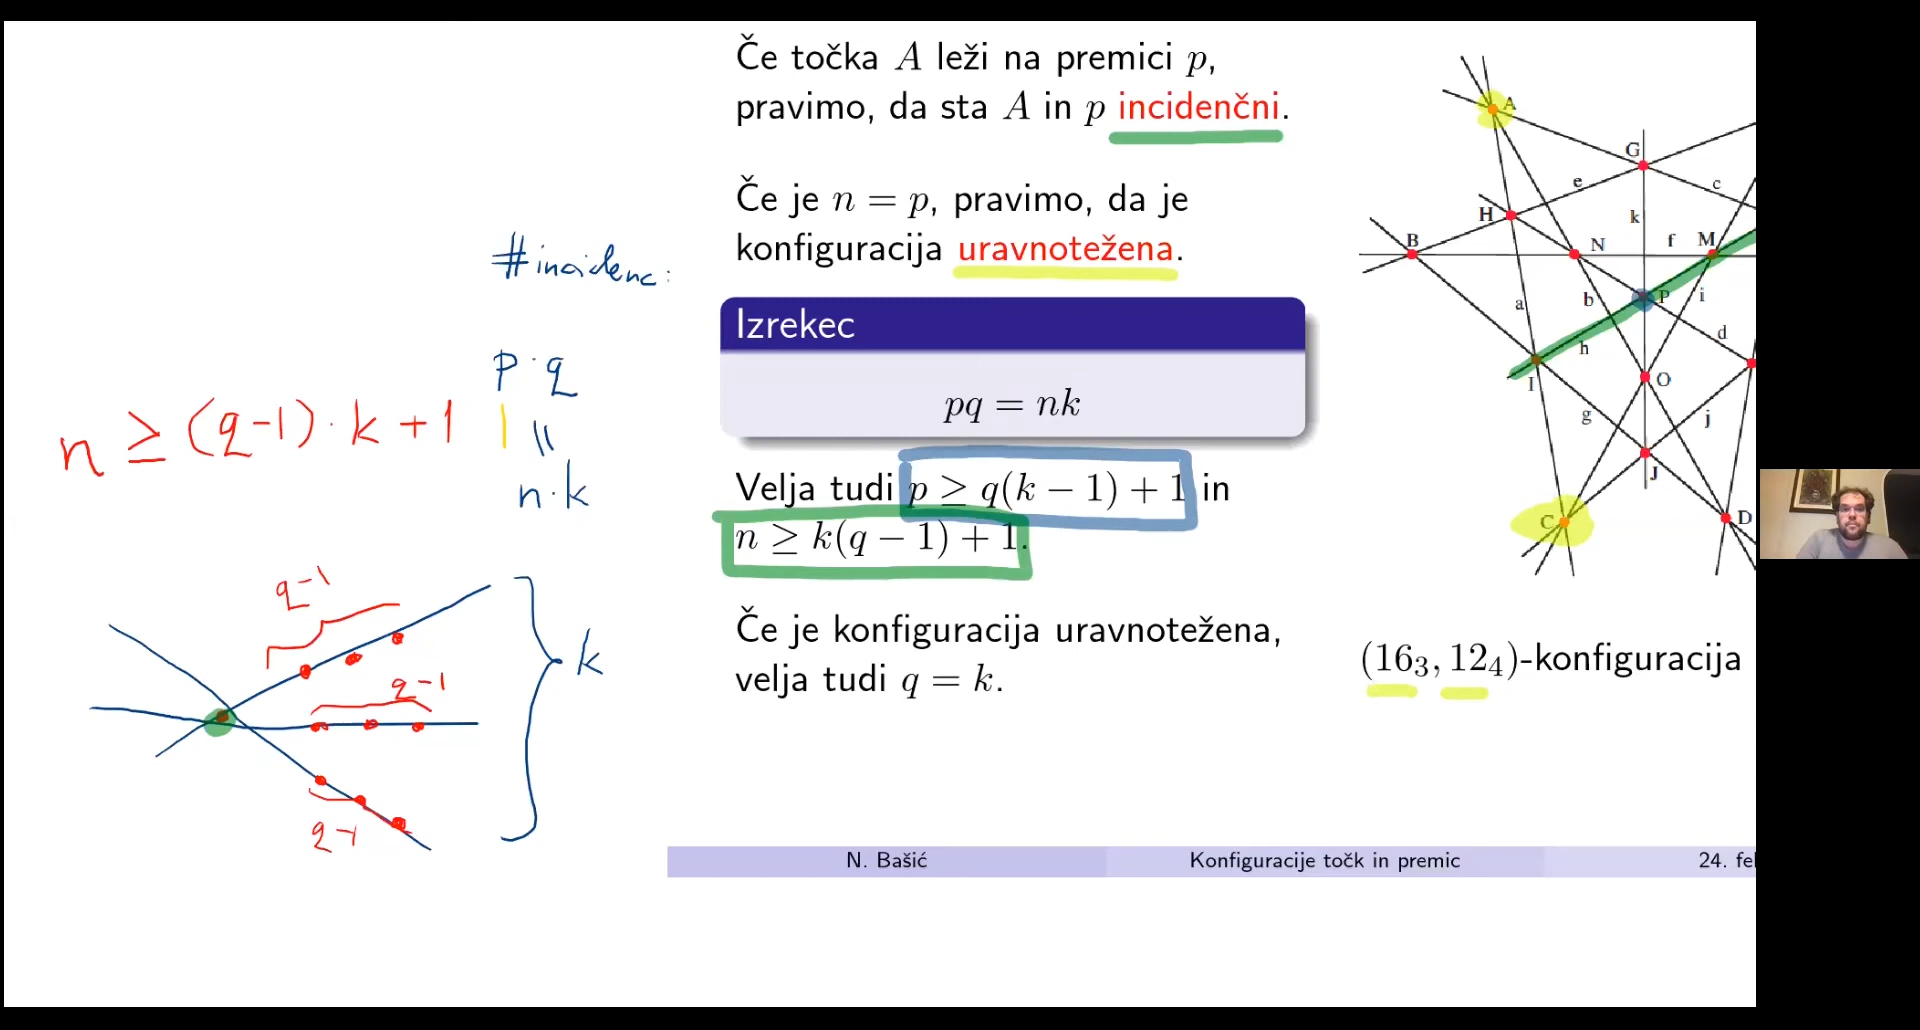 Če točka A leži na premici p,
pravimo, da sta A in p incidenčni.
Če je n = p, pravimo, da je
konfiguracija uravnotežena.
Izrekec
pq = nk
Velja tudi p ≥ q(k − 1) + 1 in
n ≥ k(q − 1) + 1.
Če je konfiguracija uravnotežena,
velja tudi q = k.
#incidenc:
p · q
||
n · k
n ≥ (q-1) · k + 1
q-1
q-1
q-1
k
A
G
e
c
H
k
B
N
f
M
a
b
P
i
d
h
I
O
g
j
J
C
D
(16₃, 12₄)-konfiguracija
N. Bašić
Konfiguracije točk in premic
24. fe